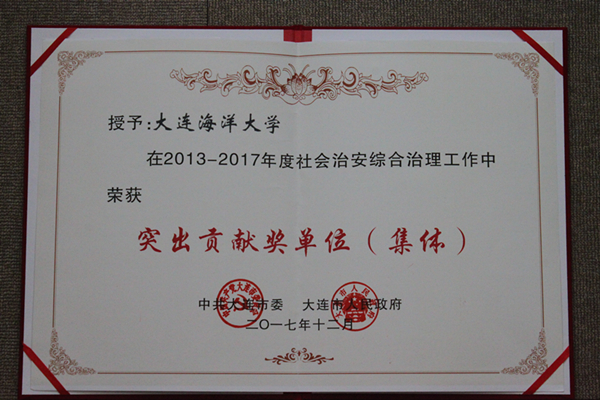 授予:大连海洋大学
在2013-2017年度社会治安综合治理工作中
荣获
突出贡献奖单位(集体)
中共大连市委 大连市人民政府
二〇一七年十二月